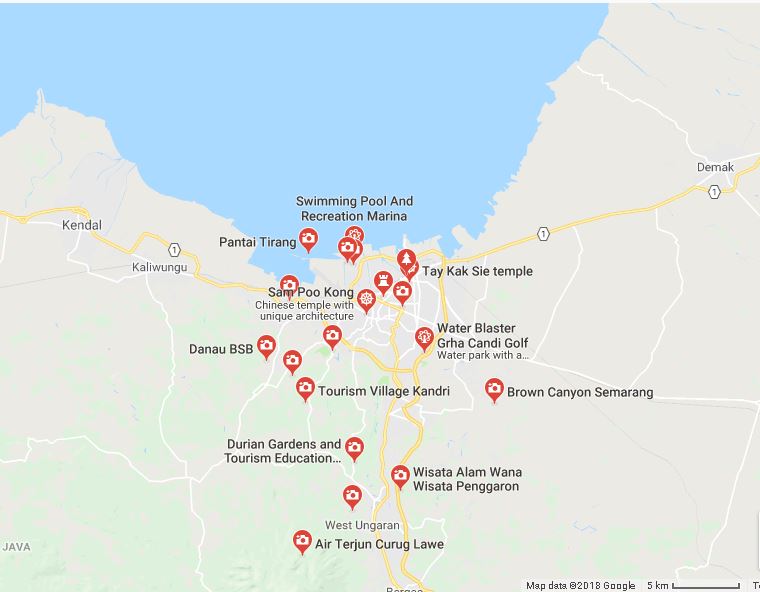 Demak
1
Kendal
Swimming Pool And
Recreation Marina
Pantai Tirang
1
1
Kaliwungu
Tay Kak Sie temple
Sam Poo Kong
Chinese temple with
unique architecture
Water Blaster
Grha Candi Golf
Water park with a...
Danau BSB
Tourism Village Kandri
Brown Canyon Semarang
Durian Gardens and
Tourism Education...
Wisata Alam Wana
Wisata Penggaron
West Ungaran
JAVA
Air Terjun Curug Lawe
Map data ©2018 Google
5 km